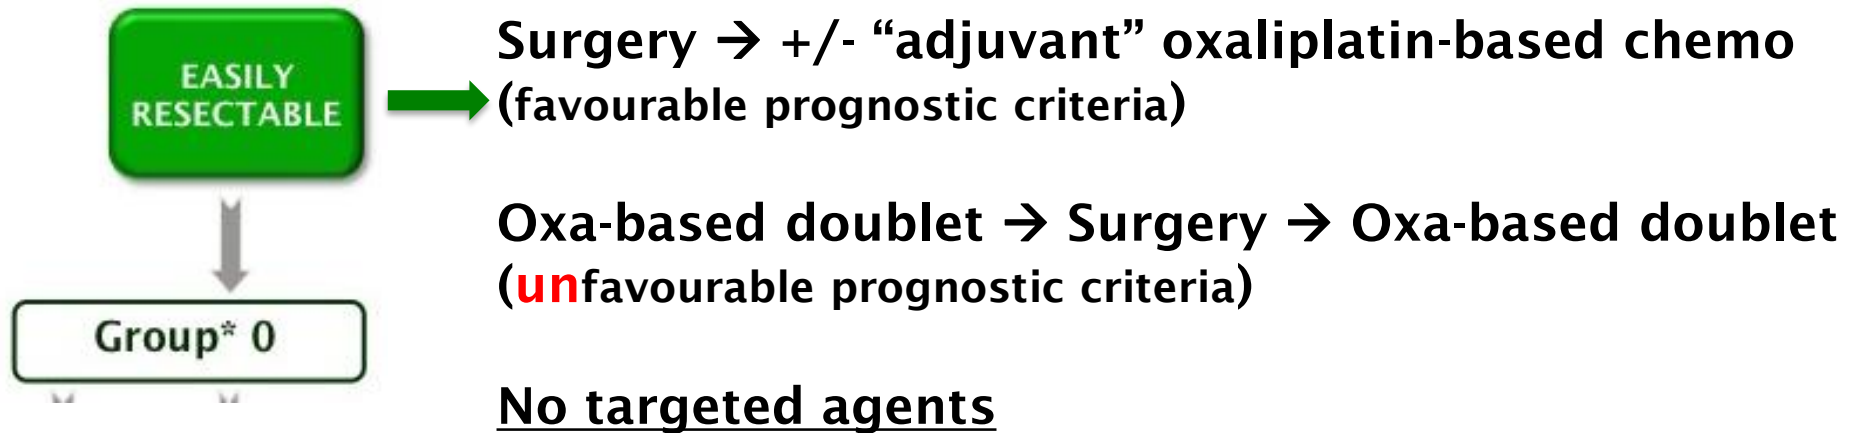 EASILY
RESECTABLE
Group* 0
Surgery → +/- “adjuvant” oxaliplatin-based chemo
(favourable prognostic criteria)
Oxa-based doublet → Surgery → Oxa-based doublet
(unfavourable prognostic criteria)
No targeted agents